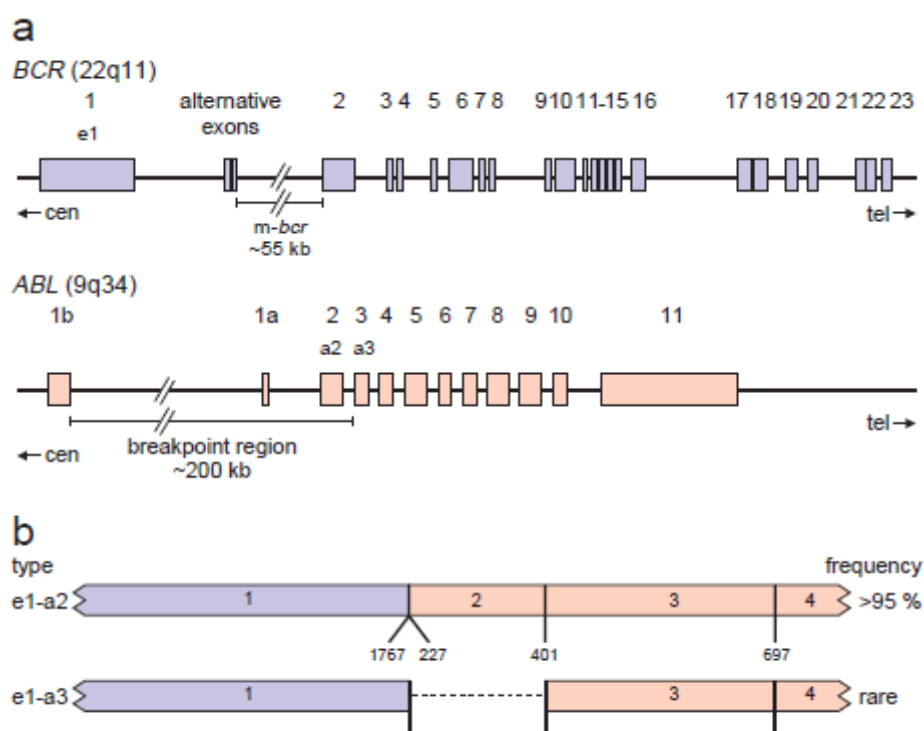 a
BCR (22q11)
1 alternative exons 2 3 4 5 6 7 8 9 10 11-15 16 17 18 19 20 21 22 23
e1
← cen tel →
m-bcr
~55 kb
ABL (9q34)
1b 1a 2 3 4 5 6 7 8 9 10 11
a2 a3
breakpoint region
~200 kb
← cen tel →
b
type frequency
e1-a2 1 2 3 4 >95 %
1767 227 401 697
e1-a3 1 3 4 rare